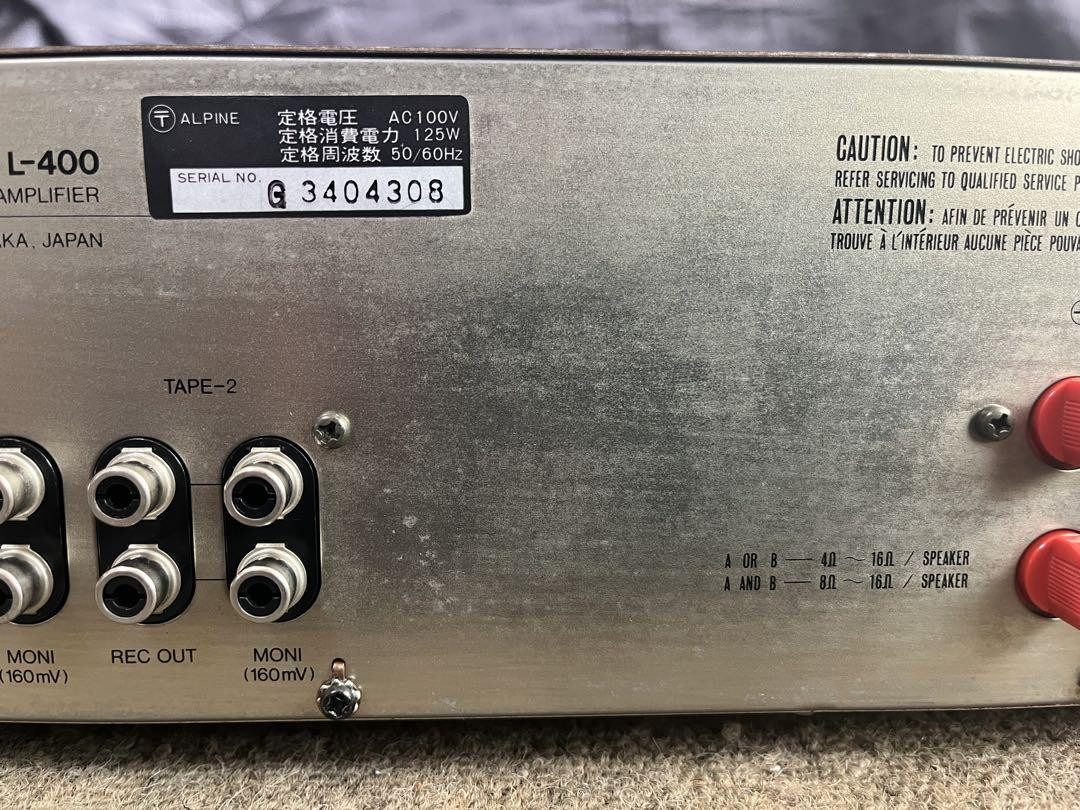 L-400
AMPLIFIER
AKA, JAPAN
〒 ALPINE
定格電圧 AC100V
定格消費電力 125W
定格周波数 50/60Hz
SERIAL NO. G 3404308
CAUTION: TO PREVENT ELECTRIC SHO
REFER SERVICING TO QUALIFIED SERVICE P
ATTENTION: AFIN DE PRÉVENIR UN C
TROUVE À L'INTÉRIEUR AUCUNE PIÈCE POUVA
TAPE-2
A OR B — 4Ω ~ 16Ω / SPEAKER
A AND B — 8Ω ~ 16Ω / SPEAKER
MONI
(160mV)
REC OUT
MONI
(160mV)